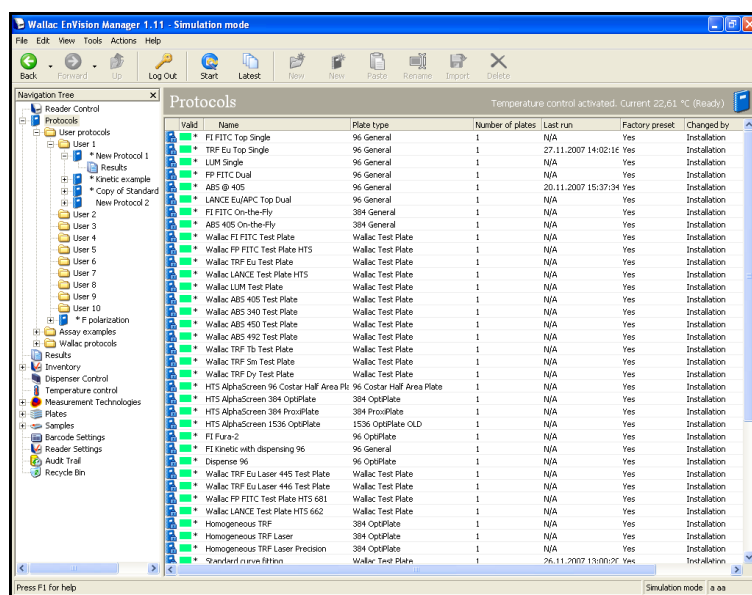 Wallac EnVision Manager 1.11 - Simulation mode
File Edit View Tools Actions Help
Back Forward Up Log Out Start Latest New New Paste Rename Import Delete
Navigation Tree
Reader Control
Protocols
User protocols
User 1
* New Protocol 1
Results
* Kinetic example
* Copy of Standard
New Protocol 2
User 2
User 3
User 4
User 5
User 6
User 7
User 8
User 9
User 10
* F polarization
Assay examples
Wallac protocols
Results
Inventory
Dispenser Control
Temperature control
Measurement Technologies
Plates
Samples
Barcode Settings
Reader Settings
Audit Trail
Recycle Bin
Protocols
Temperature control activated. Current 22,61 °C (Ready)
Valid Name Plate type Number of plates Last run Factory preset Changed by
* FI FITC Top Single 96 General 1 N/A Yes Installation
* TRF Eu Top Single 96 General 1 27.11.2007 14:02:16 Yes Installation
* LUM Single 96 General 1 N/A Yes Installation
* FP FITC Dual 96 General 1 N/A Yes Installation
* ABS @ 405 96 General 1 20.11.2007 15:37:34 Yes Installation
* LANCE Eu/APC Top Dual 96 General 1 N/A Yes Installation
* FI FITC On-the-Fly 384 General 1 N/A Yes Installation
* ABS 405 On-the-Fly 384 General 1 N/A Yes Installation
* Wallac FI FITC Test Plate Wallac Test Plate 1 N/A Yes Installation
* Wallac FP FITC Test Plate HTS Wallac Test Plate 1 N/A Yes Installation
* Wallac TRF Eu Test Plate Wallac Test Plate 1 N/A Yes Installation
* Wallac LANCE Test Plate HTS Wallac Test Plate 1 N/A Yes Installation
* Wallac LUM Test Plate Wallac Test Plate 1 N/A Yes Installation
* Wallac ABS 405 Test Plate Wallac Test Plate 1 N/A Yes Installation
* Wallac ABS 340 Test Plate Wallac Test Plate 1 N/A Yes Installation
* Wallac ABS 450 Test Plate Wallac Test Plate 1 N/A Yes Installation
* Wallac ABS 492 Test Plate Wallac Test Plate 1 N/A Yes Installation
* Wallac TRF Tb Test Plate Wallac Test Plate 1 N/A Yes Installation
* Wallac TRF Sm Test Plate Wallac Test Plate 1 N/A Yes Installation
* Wallac TRF Dy Test Plate Wallac Test Plate 1 N/A Yes Installation
* HTS AlphaScreen 96 Costar Half Area Pla 96 Costar Half Area Plate 1 N/A Yes Installation
* HTS AlphaScreen 384 OptiPlate 384 OptiPlate 1 N/A Yes Installation
* HTS AlphaScreen 384 ProxiPlate 384 ProxiPlate 1 N/A Yes Installation
* HTS AlphaScreen 1536 OptiPlate 1536 OptiPlate OLD 1 N/A Yes Installation
* FI Fura-2 96 OptiPlate 1 N/A Yes Installation
* FI Kinetic with dispensing 96 96 General 1 N/A Yes Installation
* Dispense 96 96 OptiPlate 1 N/A Yes Installation
* Wallac TRF Eu Laser 445 Test Plate Wallac Test Plate 1 N/A Yes Installation
* Wallac TRF Eu Laser 446 Test Plate Wallac Test Plate 1 N/A Yes Installation
* Wallac FP FITC Test Plate HTS 681 Wallac Test Plate 1 N/A Yes Installation
* Wallac LANCE Test Plate HTS 662 Wallac Test Plate 1 N/A Yes Installation
* Homogeneous TRF 384 OptiPlate 1 N/A Yes Installation
* Homogeneous TRF Laser 384 OptiPlate 1 N/A Yes Installation
* Homogeneous TRF Laser Precision 384 OptiPlate 1 N/A Yes Installation
* Standard curve fitting Wallac Test Plate 1 26.11.2007 13:00:20 Yes Installation
Press F1 for help
Simulation mode a aa